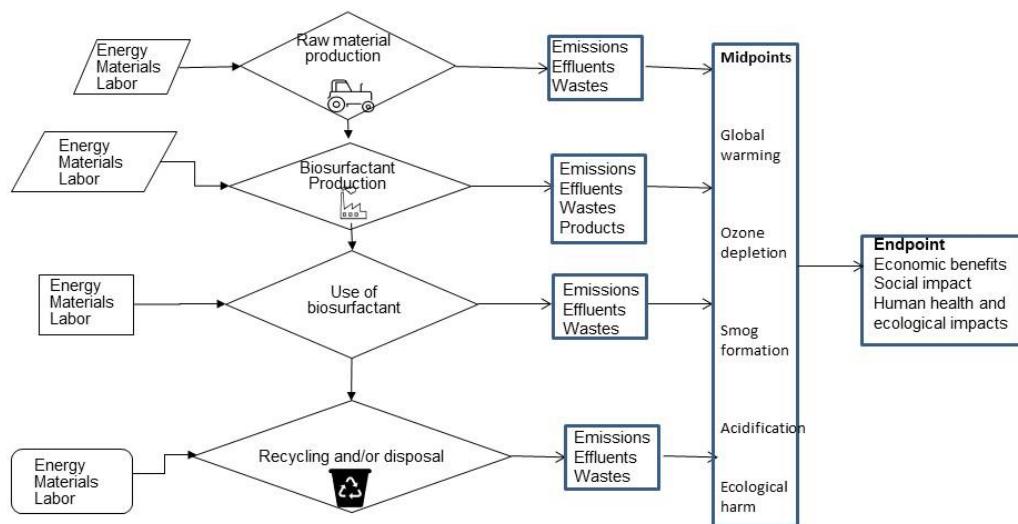 Energy
Materials
Labor
Raw material
production
Emissions
Effluents
Wastes
Energy
Materials
Labor
Biosurfactant
Production
Emissions
Effluents
Wastes
Products
Energy
Materials
Labor
Use of
biosurfactant
Emissions
Effluents
Wastes
Energy
Materials
Labor
Recycling and/or disposal
Emissions
Effluents
Wastes
Midpoints
Global
warming
Ozone
depletion
Smog
formation
Acidification
Ecological
harm
Endpoint
Economic benefits
Social impact
Human health and
ecological impacts